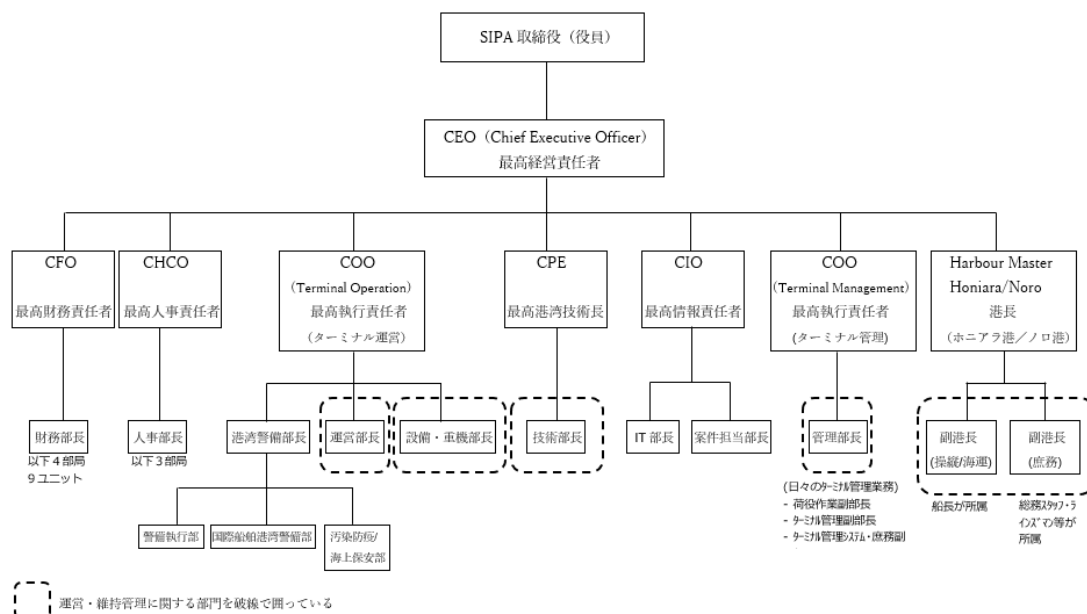 SIPA 取締役（役員）
CEO（Chief Executive Officer）
最高経営責任者
CFO
最高財務責任者
CHCO
最高人事責任者
COO
（Terminal Operation）
最高執行責任者
（ターミナル運営）
CPE
最高港湾技術長
CIO
最高情報責任者
COO
（Terminal Management）
最高執行責任者
(ターミナル管理）
Harbour Master
Honiara/Noro
港長
（ホニアラ港／ノロ港）
財務部長
以下４部局
９ユニット
人事部長
以下３部局
港湾警備部長
運営部長
設備・重機部長
技術部長
IT 部長
案件担当部長
管理部長
(日々のﾀｰﾐﾅﾙ管理業務)
- 荷役作業副部長
- ﾀｰﾐﾅﾙ管理副部長
- ﾀｰﾐﾅﾙ管理ｼｽﾃﾑ・庶務副
副港長
(操縦/海運)
船長が所属
副港長
(庶務)
総務ｽﾀｯﾌ・ﾗ
ｲﾝｽﾞﾏﾝ等が
所属
警備執行部
国際船舶港湾警備部
汚染防疫/
海上保安部
運営・維持管理に関する部門を破線で囲っている